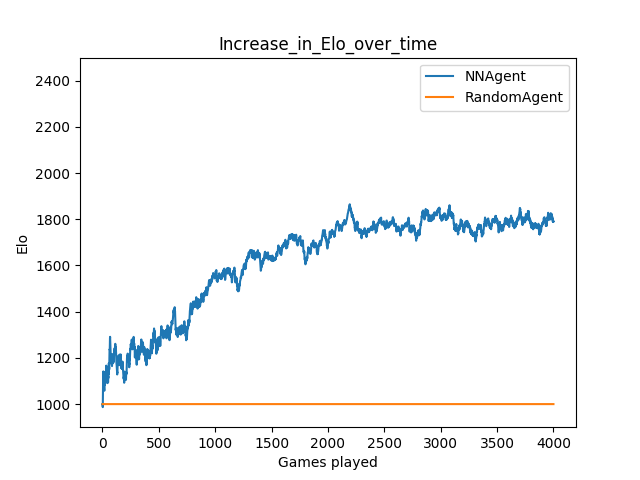 Increase_in_Elo_over_time
NNAgent
RandomAgent
2400
2200
2000
1800
1600
1400
1200
1000
Elo
0 500 1000 1500 2000 2500 3000 3500 4000
Games played